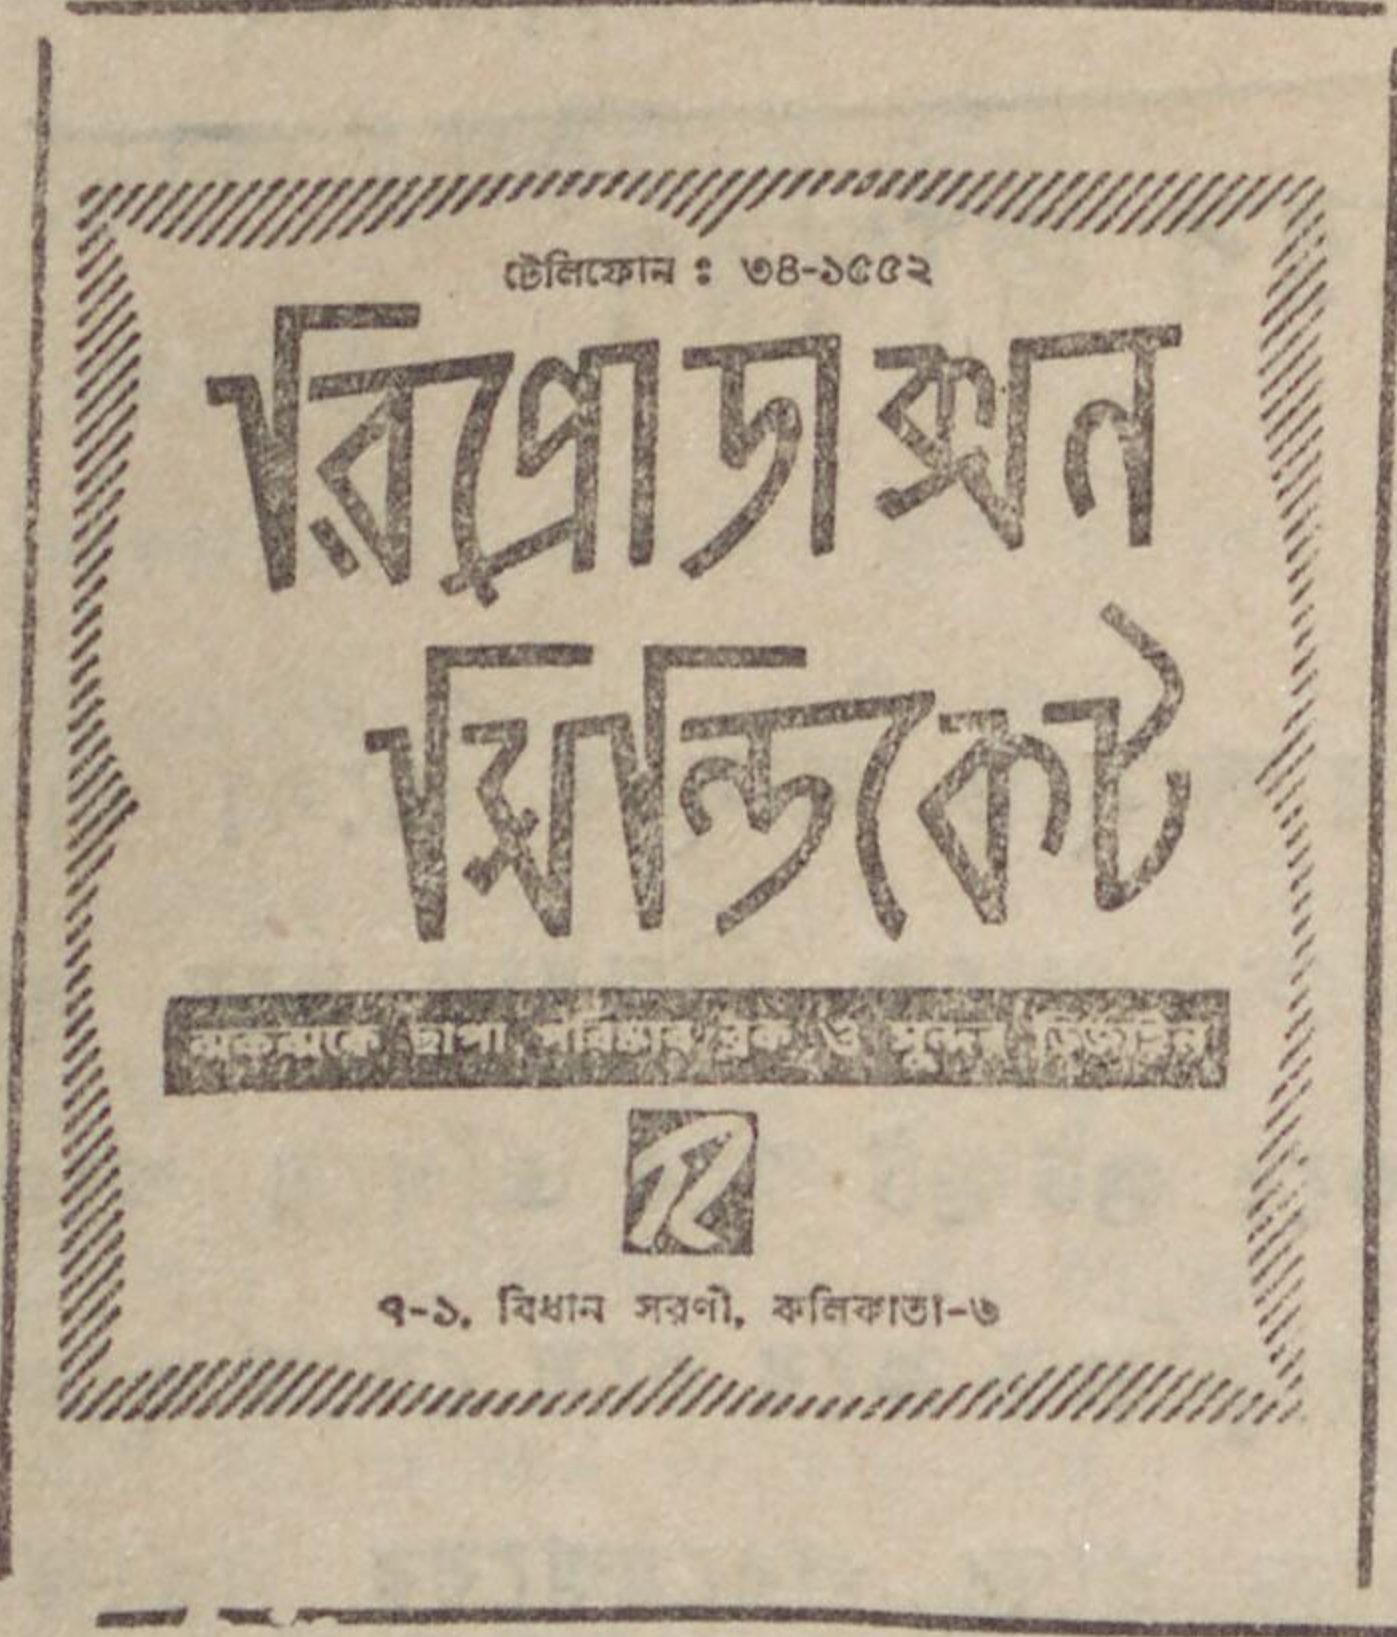 টেলিফোন : ৩৪-১৫৫২
রিপ্রোডাক্সন
সিন্ডিকেট
ঝকঝকে ছাপা পরিষ্কার ব্লক ও সুন্দর ডিজাইন
R
৭-১, বিধান সরণী, কলিকাতা-৬